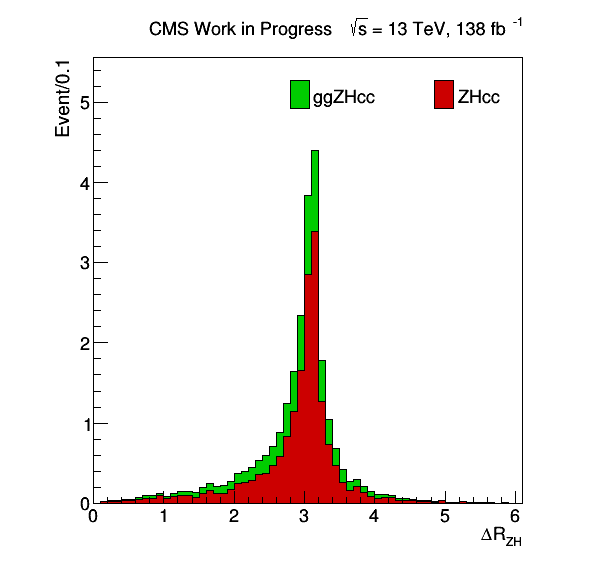 CMS Work in Progress √s = 13 TeV, 138 fb -1
Event/0.1
ggZHcc ZHcc
5
4
3
2
1
0
0 1 2 3 4 5 6
ΔR_ZH